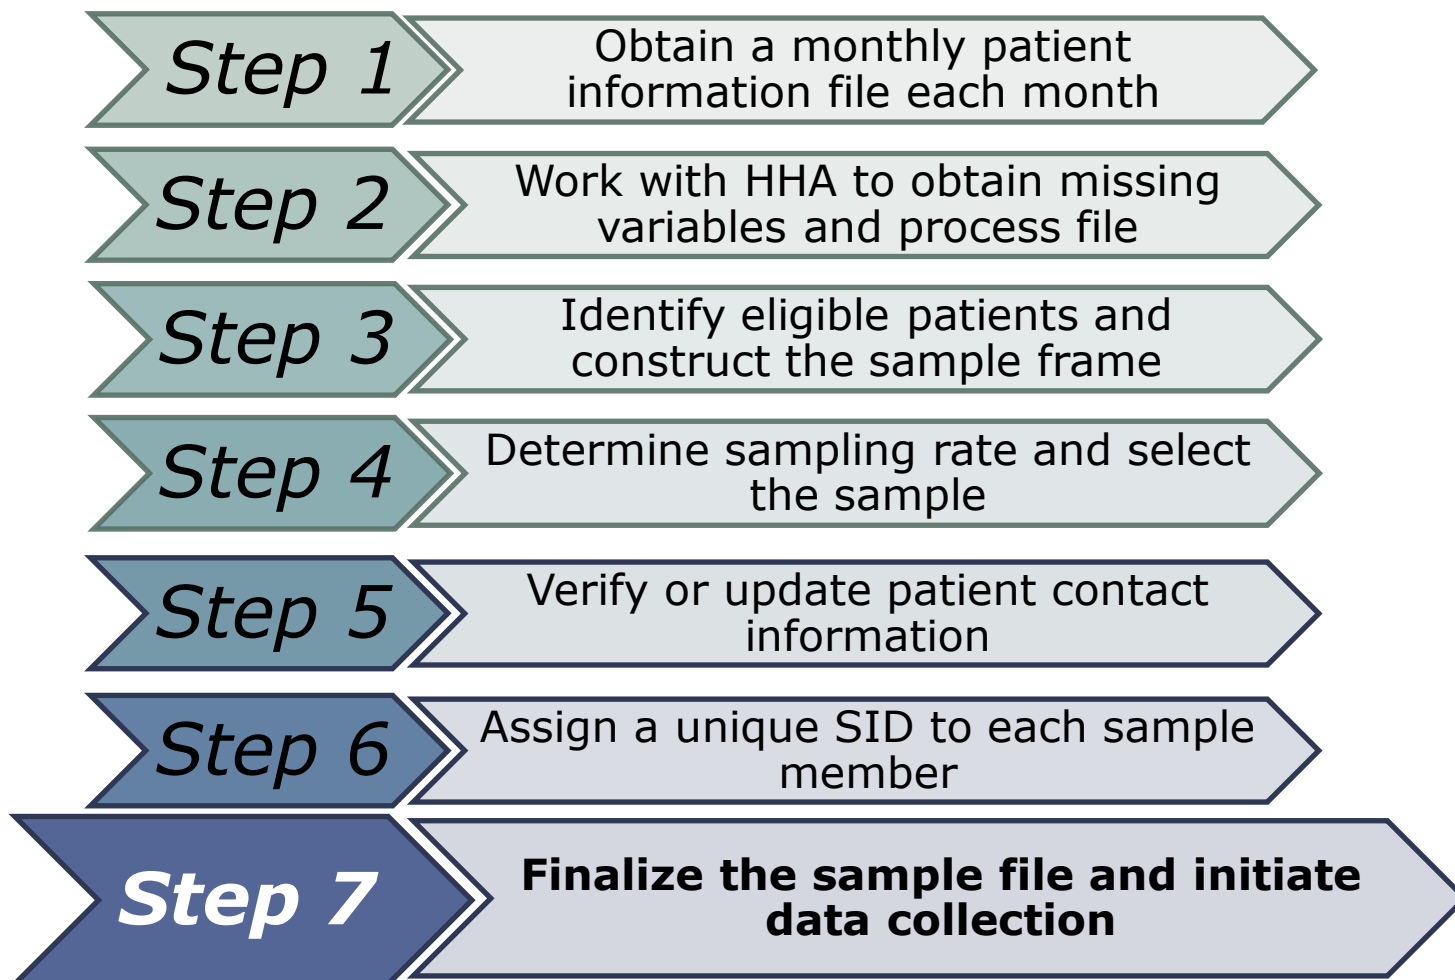 Step 1
Obtain a monthly patient
information file each month
Step 2
Work with HHA to obtain missing
variables and process file
Step 3
Identify eligible patients and
construct the sample frame
Step 4
Determine sampling rate and select
the sample
Step 5
Verify or update patient contact
information
Step 6
Assign a unique SID to each sample
member
Step 7
Finalize the sample file and initiate
data collection